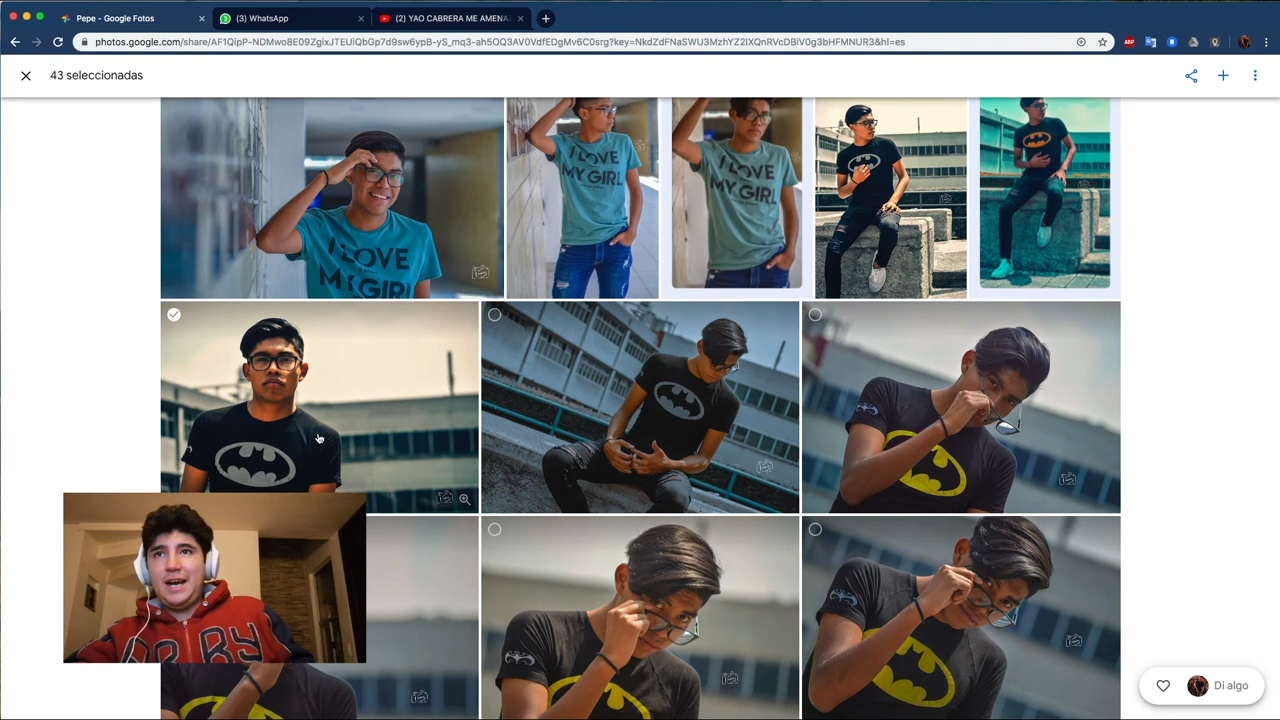 Pepe - Google Fotos
(3) WhatsApp
(2) YAO CABRERA ME AMENA
photos.google.com/share/AF1QipP-NDMwo8E09ZgixJTEUiQbGp7d9sw6ypB-yS_mq3-ah5OQ3AV0VdfEDgMv6C0srg?key=NkdZdFNaSWU3MzhYZ2lXQnRVcDBiV0g3bHFMNUR3&hl=es
43 seleccionadas
I LOVE
MY GIRL
I LOVE
MY GIRL
I LOVE
MY GIRL
Di algo